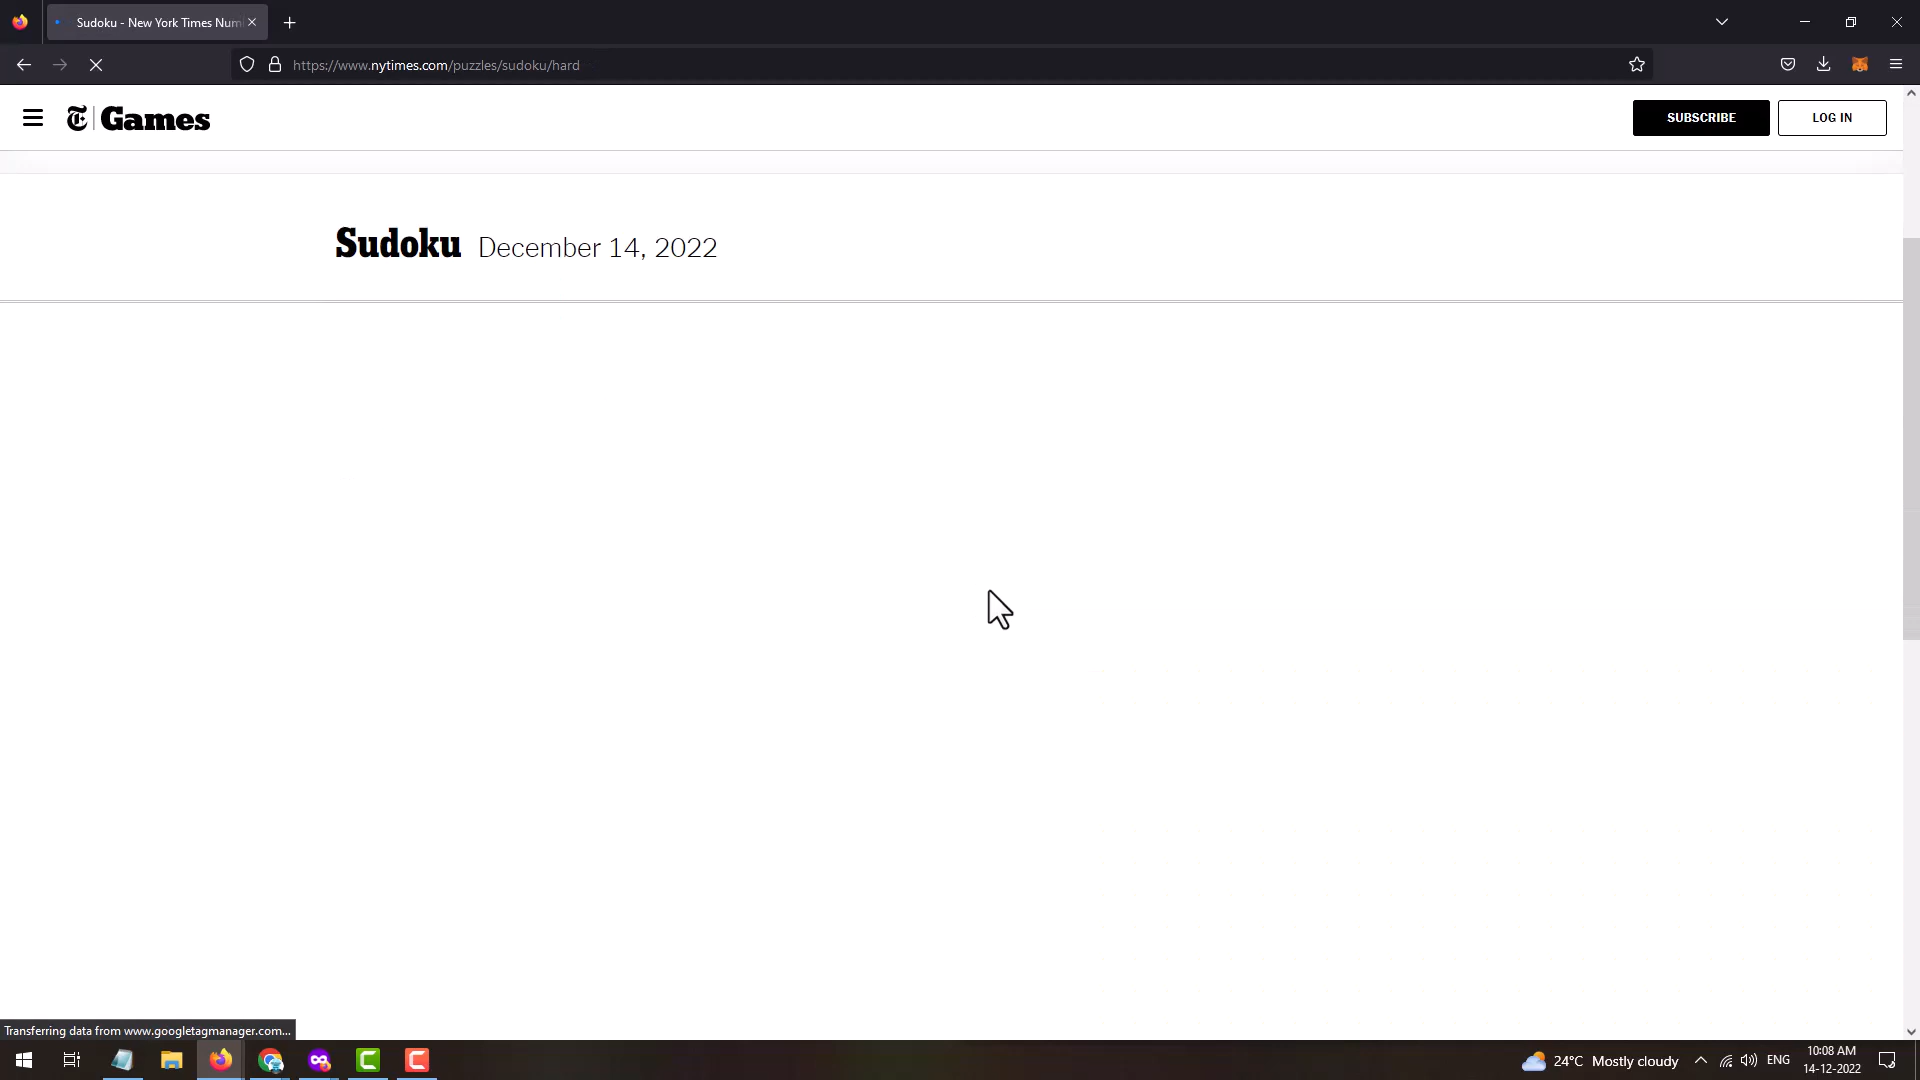 Sudoku - New York Times Num
https://www.nytimes.com/puzzles/sudoku/hard
T Games
SUBSCRIBE
LOG IN
Sudoku December 14, 2022
Transferring data from www.googletagmanager.com...
24°C Mostly cloudy
ENG
10:08 AM
14-12-2022